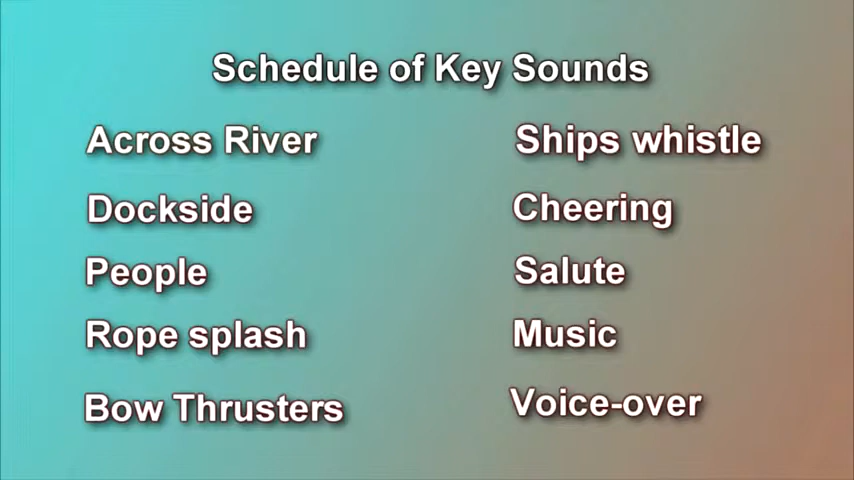 Schedule of Key Sounds
Across River
Dockside
People
Rope splash
Bow Thrusters
Ships whistle
Cheering
Salute
Music
Voice-over